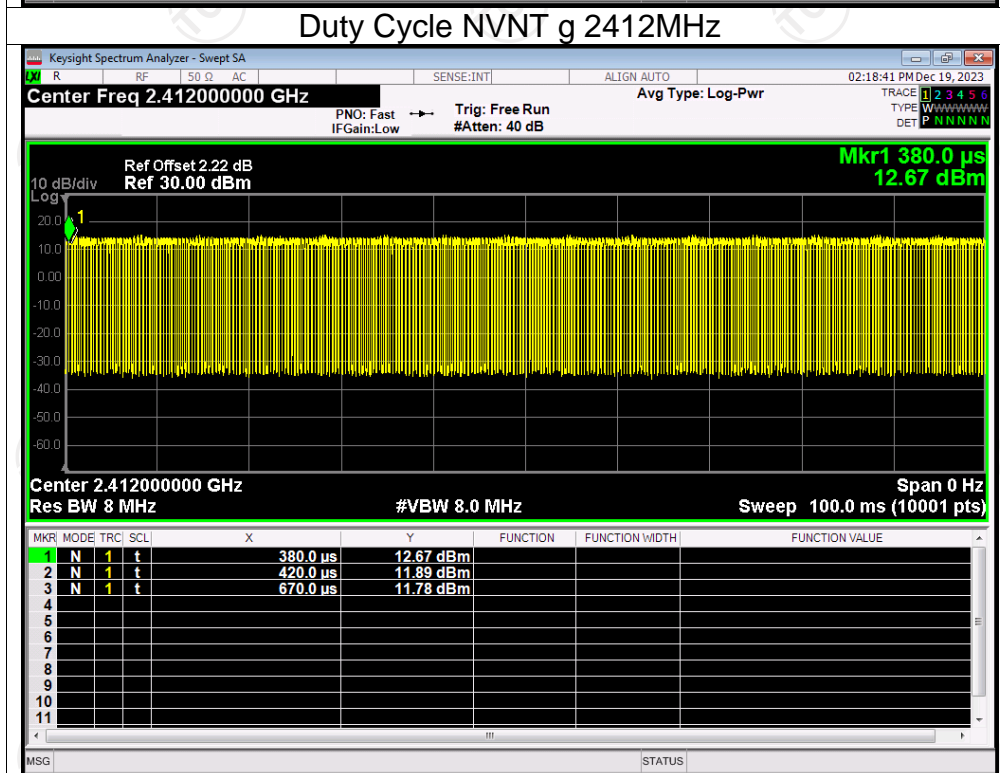 Duty Cycle NVNT g 2412MHz
Keysight Spectrum Analyzer - Swept SA
LXI R RF 50 Ω AC SENSE:INT ALIGN AUTO 02:18:41 PM Dec 19, 2023
Center Freq 2.412000000 GHz
PNO: Fast
IFGain:Low
Trig: Free Run
#Atten: 40 dB
Avg Type: Log-Pwr
TRACE 1 2 3 4 5 6
TYPE W WWWWW
DET P N N N N N
Mkr1 380.0 µs
12.67 dBm
Ref Offset 2.22 dB
10 dB/div Ref 30.00 dBm
Log
1
20.0
10.0
0.00
-10.0
-20.0
-30.0
-40.0
-50.0
-60.0
Center 2.412000000 GHz Span 0 Hz
Res BW 8 MHz #VBW 8.0 MHz Sweep 100.0 ms (10001 pts)
MKR MODE TRC SCL X Y FUNCTION FUNCTION WIDTH FUNCTION VALUE
1 N 1 t 380.0 µs 12.67 dBm
2 N 1 t 420.0 µs 11.89 dBm
3 N 1 t 670.0 µs 11.78 dBm
4
5
6
7
8
9
10
11
MSG STATUS